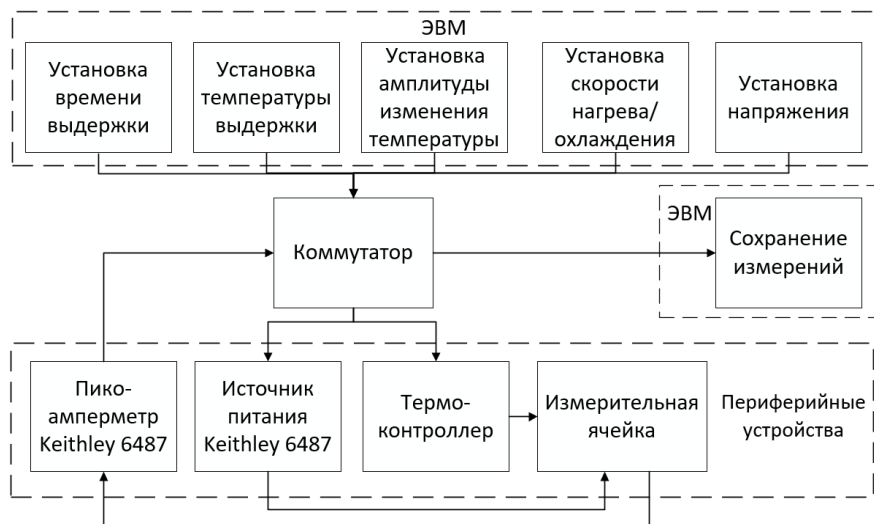 ЭВМ
Установка
времени
выдержки
Установка
температуры
выдержки
Установка
амплитуды
изменения
температуры
Установка
скорости
нагрева/
охлаждения
Установка
напряжения
Коммутатор
ЭВМ
Сохранение
измерений
Пико-
амперметр
Keithley 6487
Источник
питания
Keithley 6487
Термо-
контроллер
Измерительная
ячейка
Периферийные
устройства